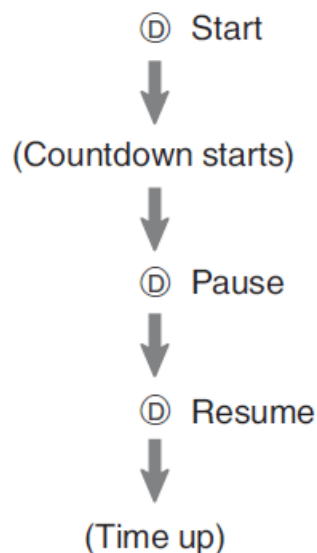 Ⓓ Start
(Countdown starts)
Ⓓ Pause
Ⓓ Resume
(Time up)